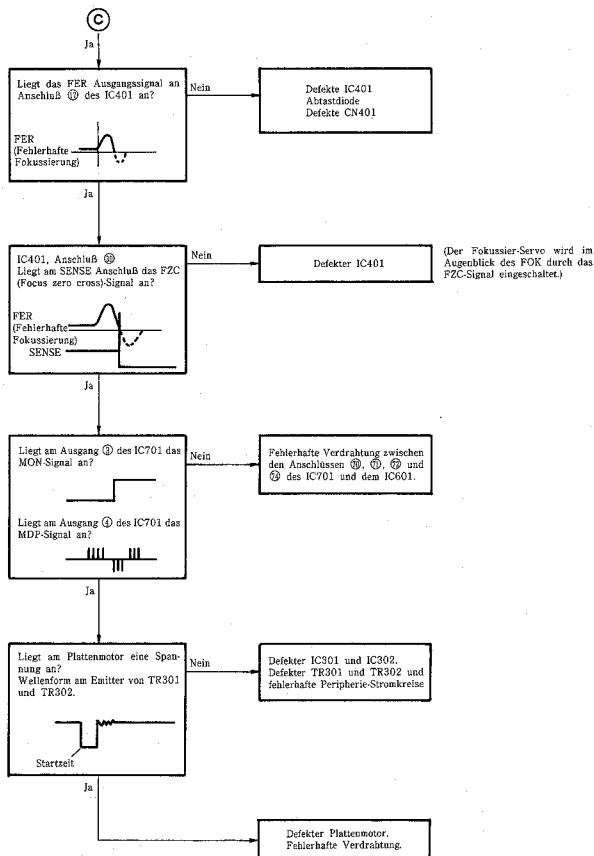 C
Ja
Liegt das FER Ausgangssignal an
Anschluß ⑰ des IC401 an?
FER
(Fehlerhafte
Fokussierung)
Nein
Defekte IC401
Abtastdiode
Defekte CN401
Ja
IC401, Anschluß ㉚
Liegt am SENSE Anschluß das FZC
(Focus zero cross)-Signal an?
FER
(Fehlerhafte
Fokussierung)
SENSE
Nein
Defekter IC401
(Der Fokussier-Servo wird im
Augenblick des FOK durch das
FZC-Signal eingeschaltet.)
Ja
Liegt am Ausgang ③ des IC701 das
MON-Signal an?
Liegt am Ausgang ④ des IC701 das
MDP-Signal an?
Nein
Fehlerhafte Verdrahtung zwischen
den Anschlüssen und
des IC701 und dem IC601.
Ja
Liegt am Plattenmotor eine Span-
nung an?
Wellenform am Emitter von TR301
und TR302.
Startzeit
Nein
Defekter IC301 und IC302.
Defekter TR301 und TR302 und
fehlerhafte Peripherie-Stromkreise
Ja
Defekter Plattenmotor.
Fehlerhafte Verdrahtung.